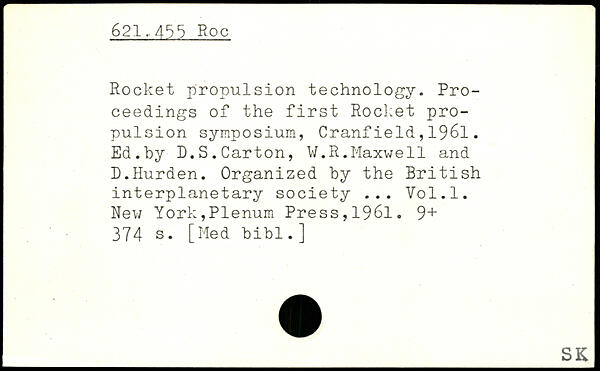 621.455 Roc
Rocket propulsion technology. Pro-
ceedings of the first Rocket pro-
pulsion symposium, Cranfield,1961.
Ed.by D.S.Carton, W.R.Maxwell and
D.Hurden. Organized by the British
interplanetary society ... Vol.1.
New York,Plenum Press,1961. 9+
374 s. [Med bibl.]
SK